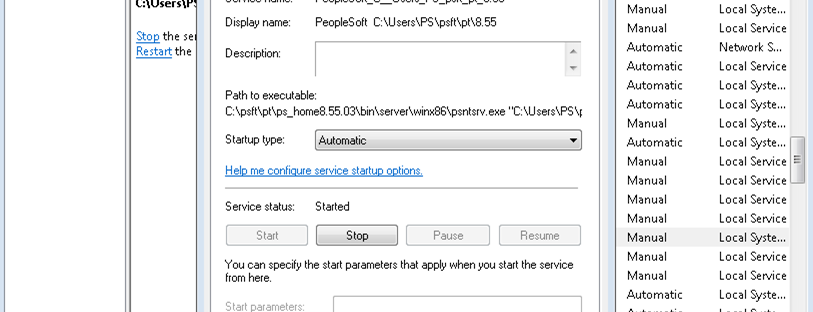 C:\Users\PS
Stop the ser
Restart the
Display name:
PeopleSoft C:\Users\PS\psft\pt\8.55
Description:
Path to executable:
C:\psft\pt\ps_home8.55.03\bin\server\winx86\psntsrv.exe "C:\Users\PS\p
Startup type:
Automatic
Help me configure service startup options.
Service status:
Started
Start
Stop
Pause
Resume
You can specify the start parameters that apply when you start the service
from here.
Start parameters:
Manual Local Syste...
Manual Local Service
Automatic Network S...
Manual Local Service
Automatic Local Syste...
Automatic Local Syste...
Manual Local Syste...
Automatic Local Syste...
Manual Local Service
Manual Local Service
Manual Local Service
Manual Local Service
Manual Local Syste...
Manual Local Service
Manual Local Service
Automatic Local Syste...